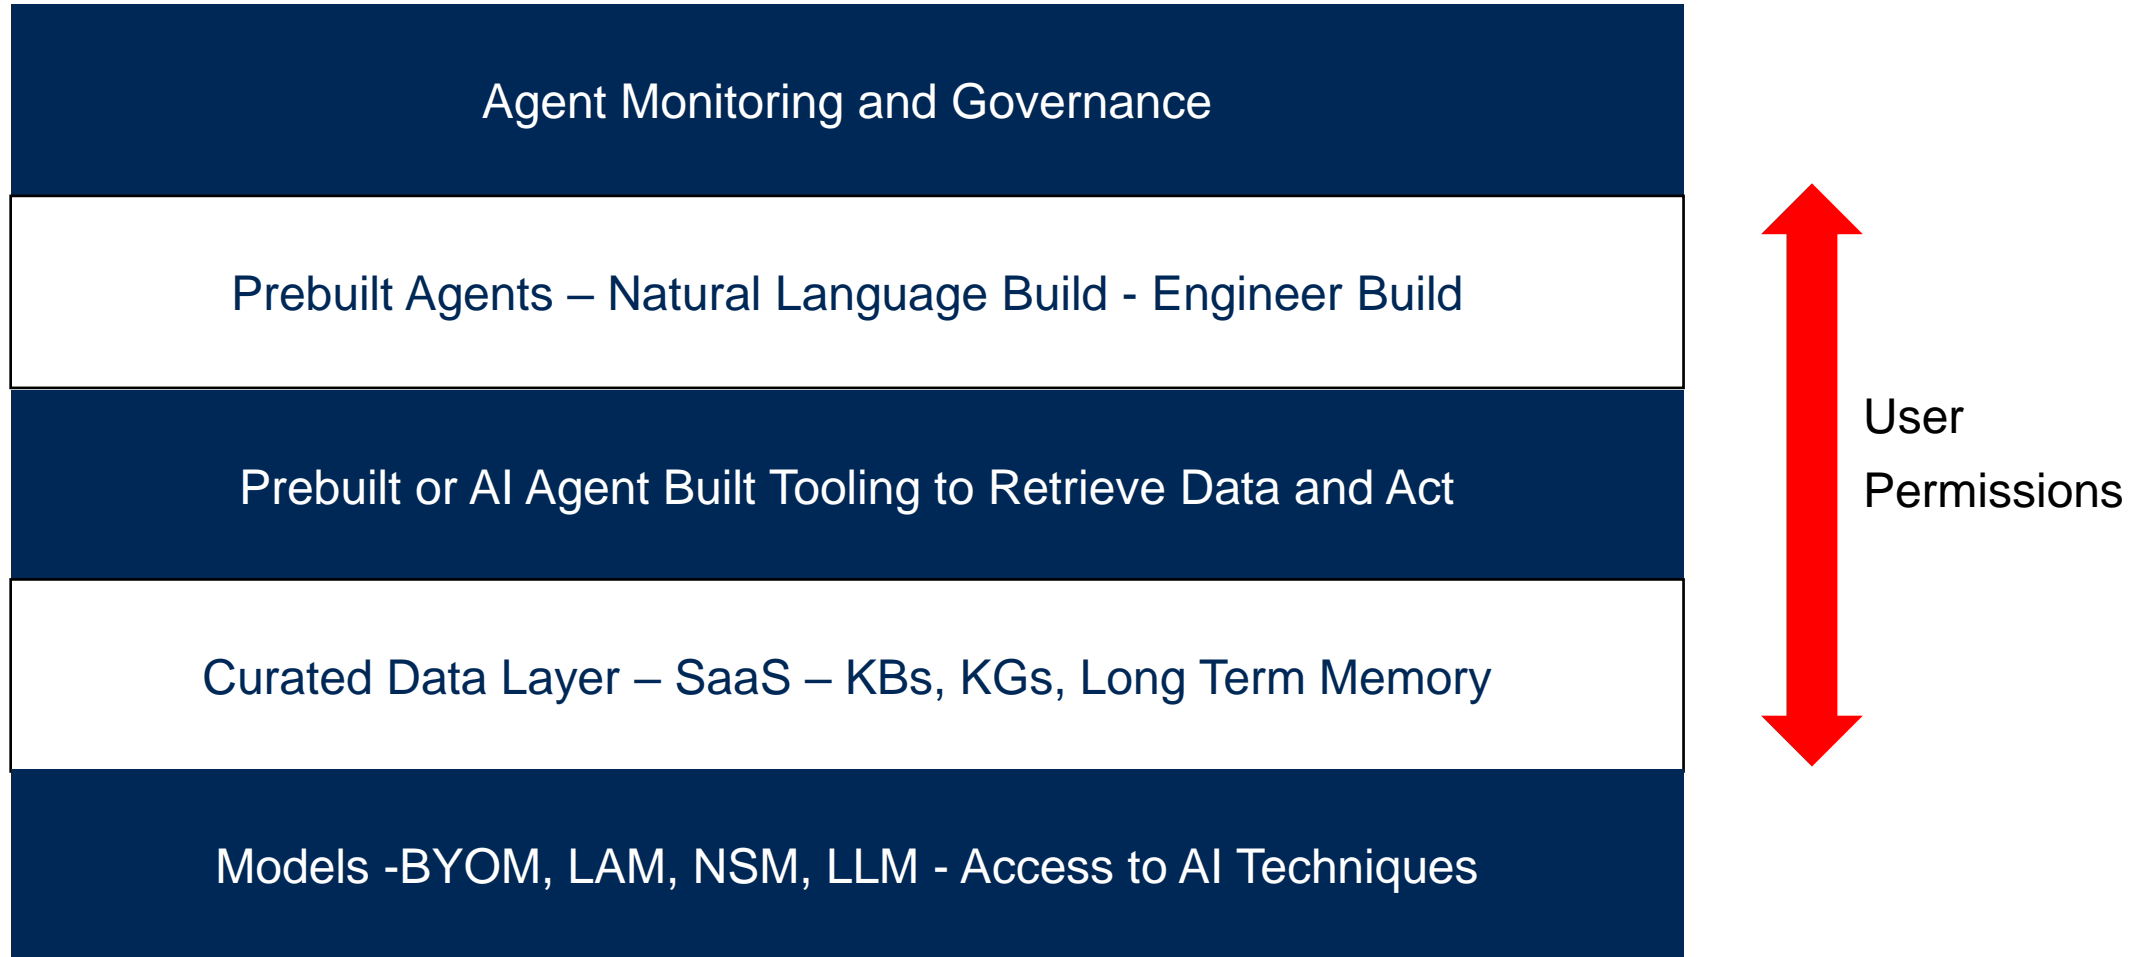 Agent Monitoring and Governance
Prebuilt Agents – Natural Language Build - Engineer Build
Prebuilt or AI Agent Built Tooling to Retrieve Data and Act
User
Permissions
Curated Data Layer – SaaS – KBs, KGs, Long Term Memory
Models -BYOM, LAM, NSM, LLM - Access to AI Techniques